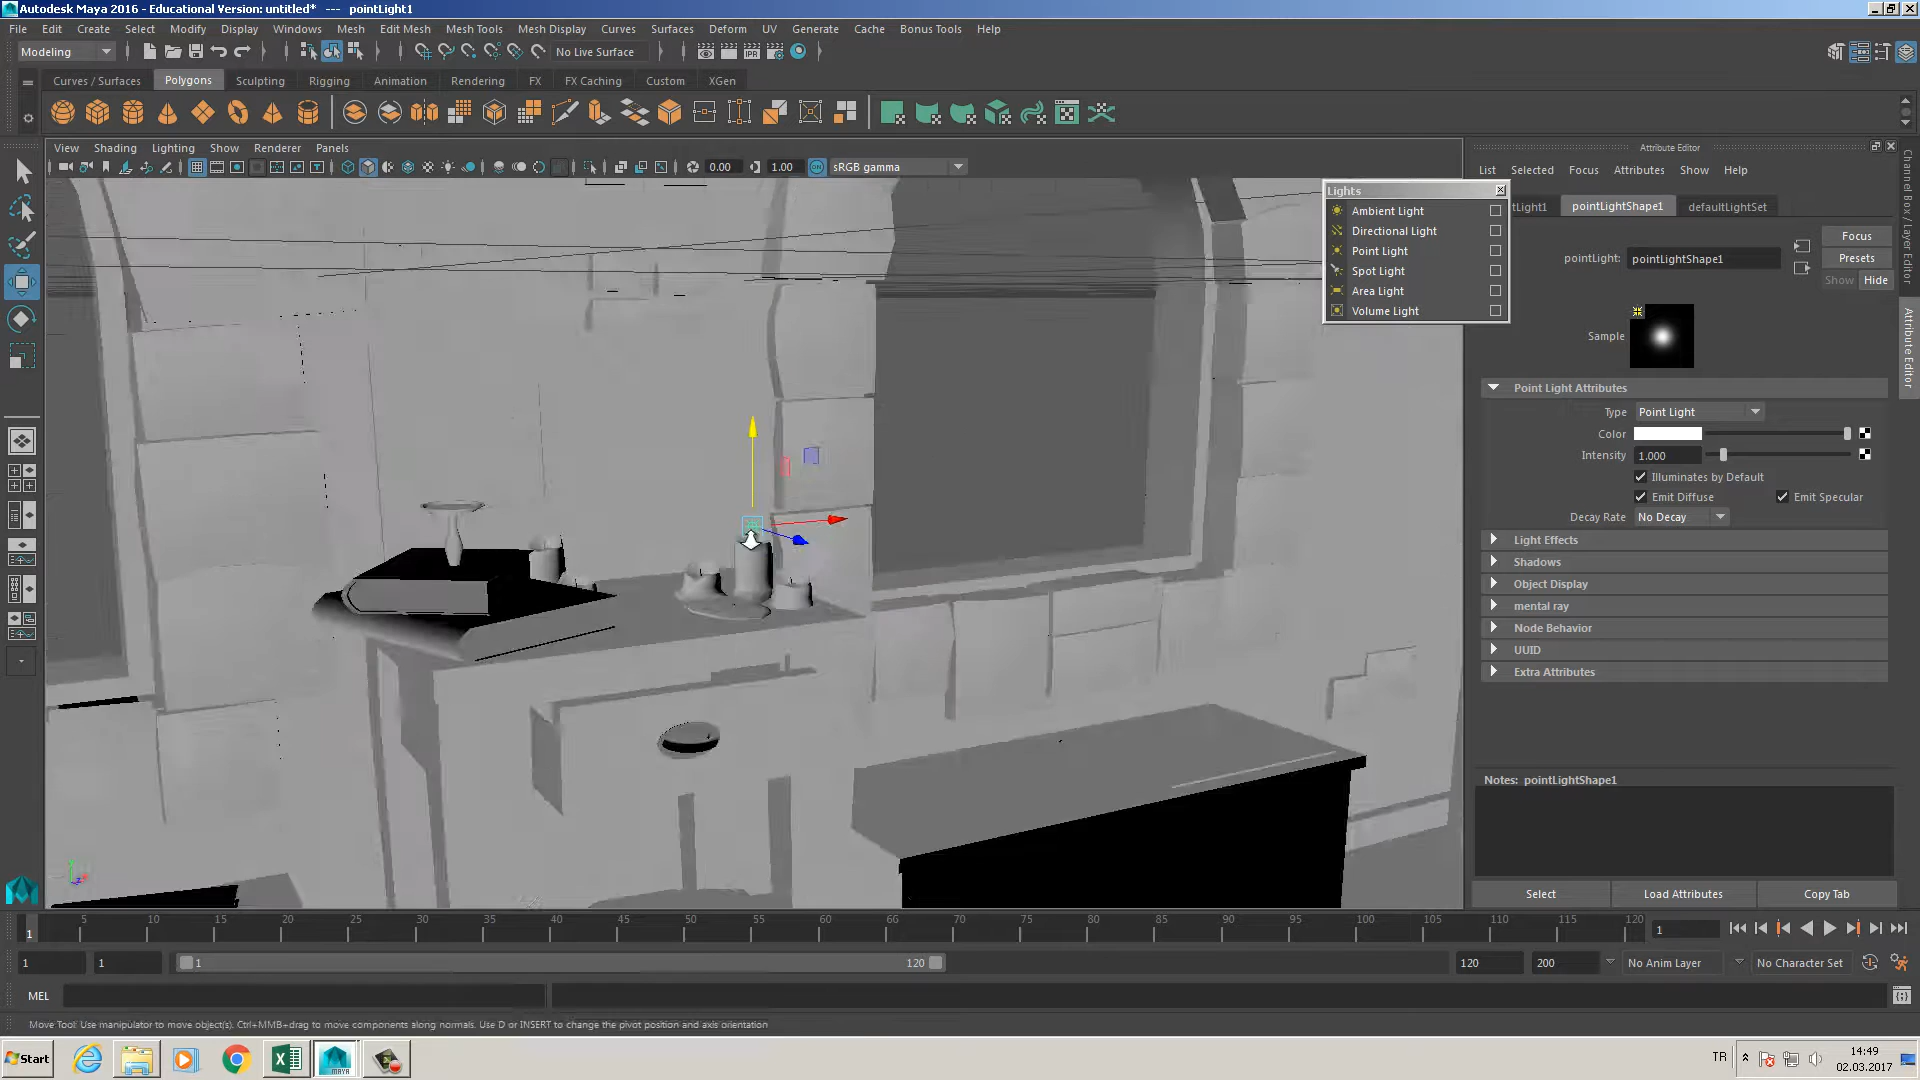 Autodesk Maya 2016 - Educational Version: untitled*   ---   pointLight1
File Edit Create Select Modify Display Windows Mesh Edit Mesh Mesh Tools Mesh Display Curves Surfaces Deform UV Generate Cache Bonus Tools Help
Modeling No Live Surface
Curves / Surfaces Polygons Sculpting Rigging Animation Rendering FX FX Caching Custom XGen
View Shading Lighting Show Renderer Panels
0.00 1.00 sRGB gamma
Lights
Ambient Light
Directional Light
Point Light
Spot Light
Area Light
Volume Light
Attribute Editor
List Selected Focus Attributes Show Help
tLight1 pointLightShape1 defaultLightSet
Focus
pointLight: pointLightShape1 Presets
Show Hide
Sample
Point Light Attributes
Type Point Light
Color
Intensity 1.000
Illuminates by Default
Emit Diffuse Emit Specular
Decay Rate No Decay
Light Effects
Shadows
Object Display
mental ray
Node Behavior
UUID
Extra Attributes
Notes: pointLightShape1
Select Load Attributes Copy Tab
Channel Box / Layer Editor
Attribute Editor
1 5 10 15 20 25 30 35 40 45 50 55 60 65 70 75 80 85 90 95 100 105 110 115 120 1
1 1 1 120 120 200 No Anim Layer No Character Set
MEL
Move Tool: Use manipulator to move object(s). Ctrl+MMB+drag to move components along normals. Use D or INSERT to change the pivot position and axis orientation
Start TR 14:49
02.03.2017